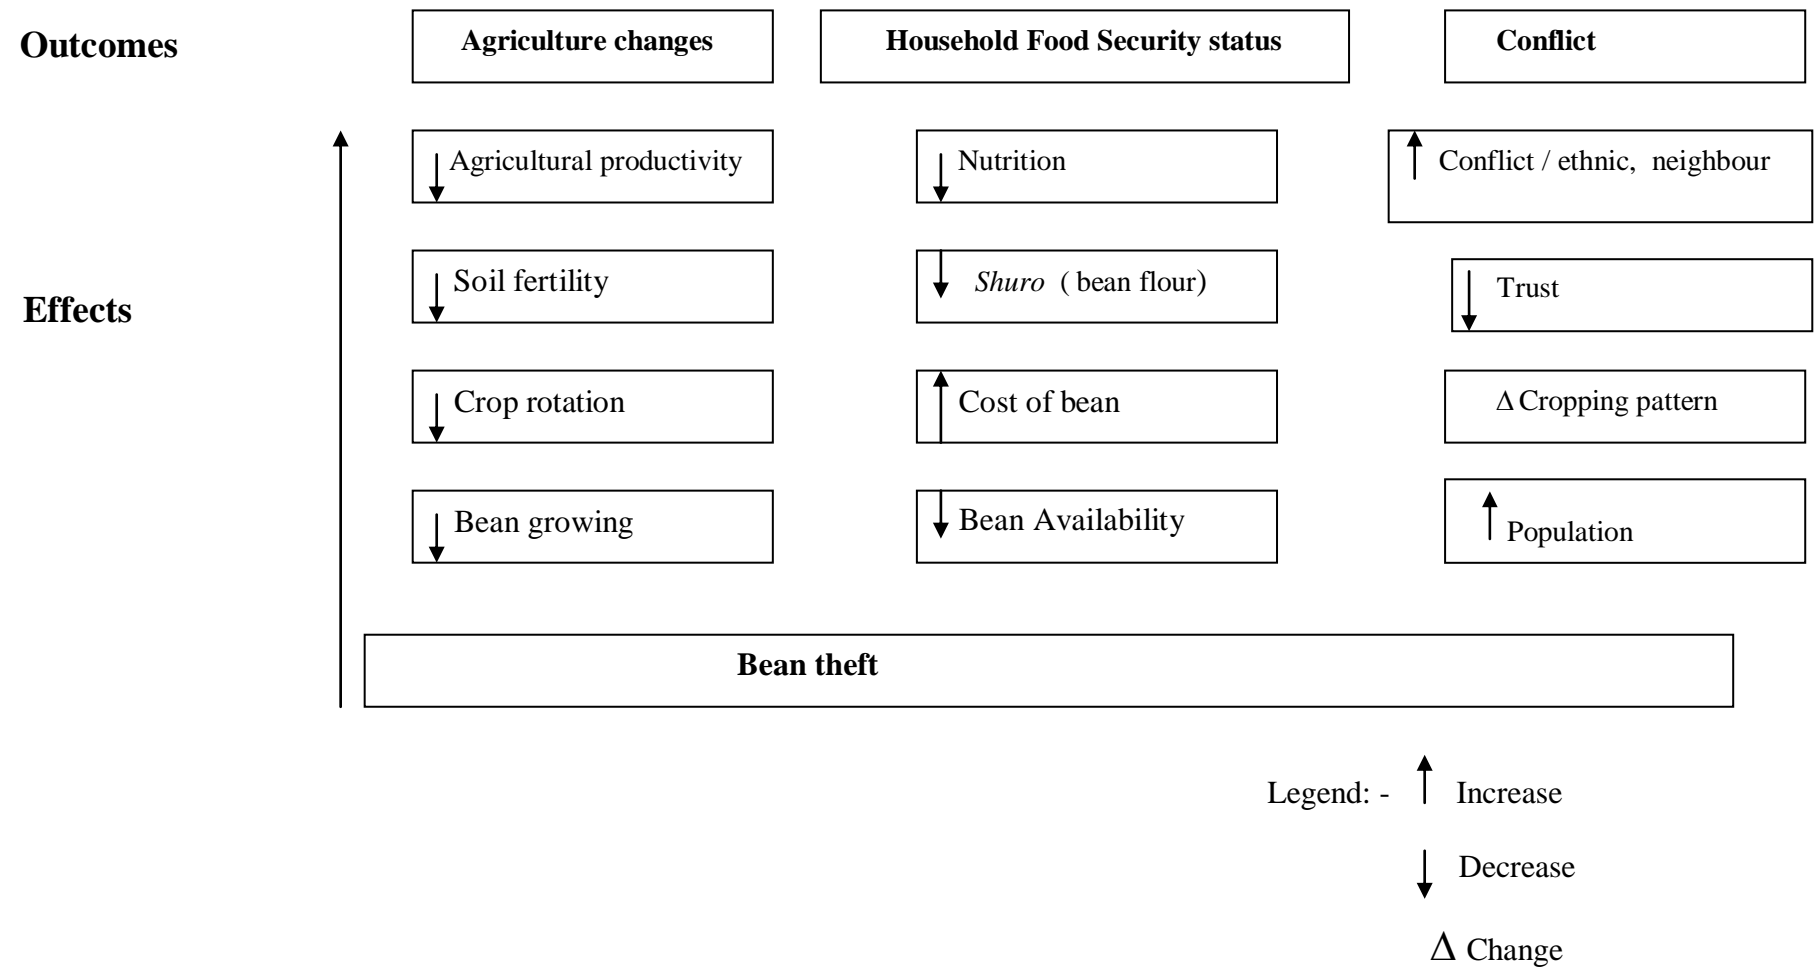 Outcomes
Agriculture changes
Household Food Security status
Conflict
Agricultural productivity
Nutrition
Conflict / ethnic, neighbour
Effects
Soil fertility
Shuro ( bean flour)
Trust
Crop rotation
Cost of bean
Δ Cropping pattern
Bean growing
Bean Availability
Population
Bean theft
Legend: - Increase
Decrease
Δ Change